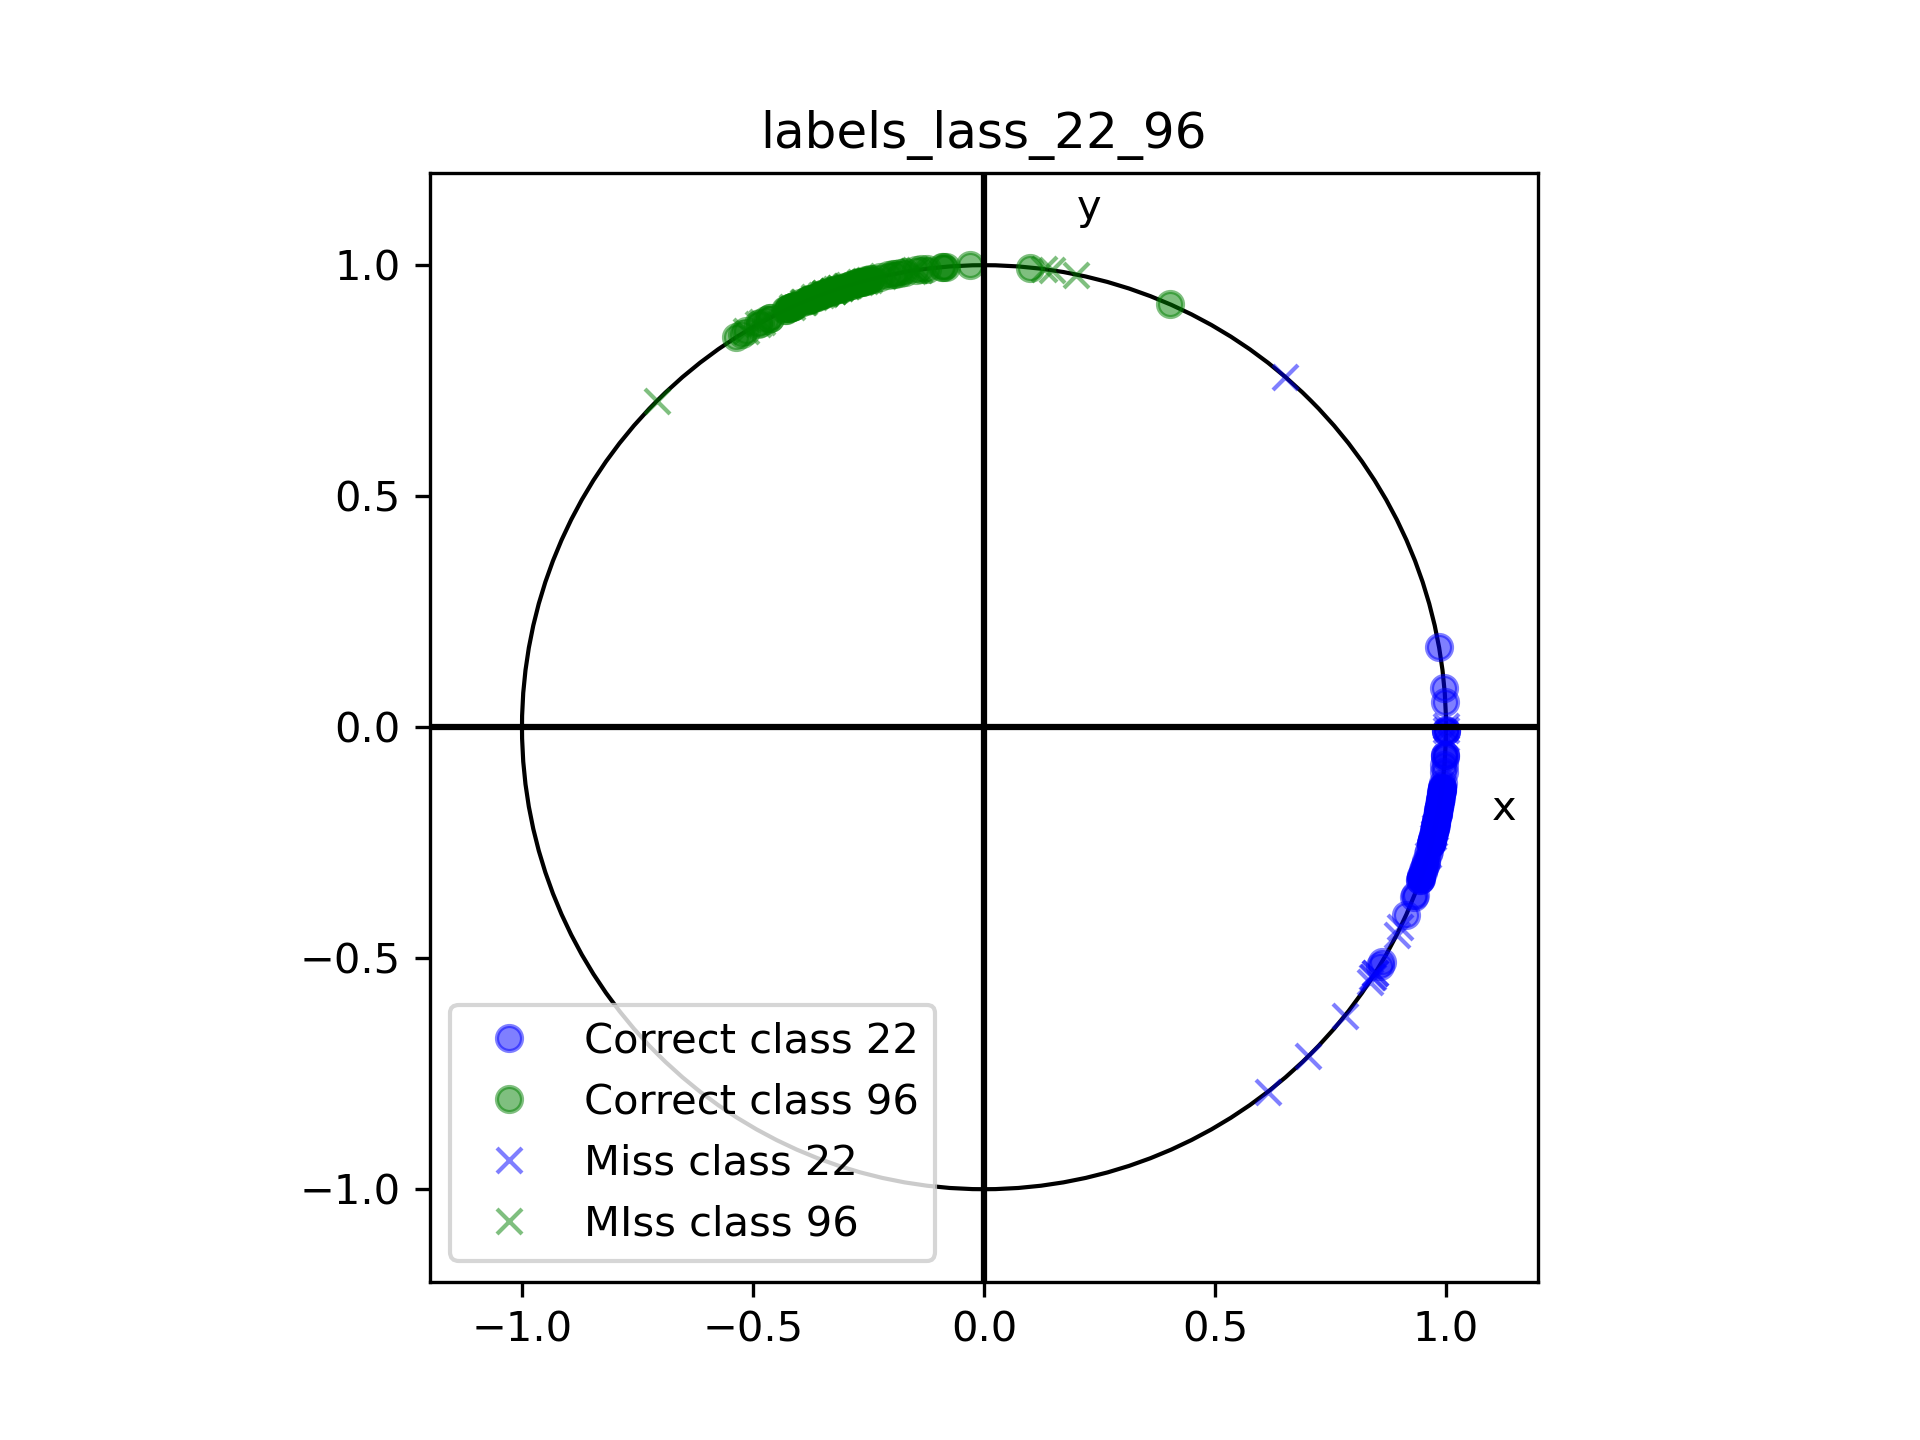 labels_lass_22_96
y
1.0
0.5
0.0
x
−0.5
−1.0
Correct class 22
Correct class 96
Miss class 22
MIss class 96
−1.0 −0.5 0.0 0.5 1.0